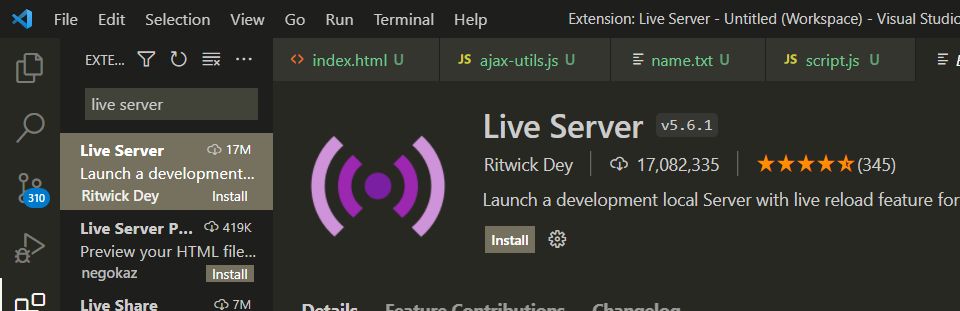 File Edit Selection View Go Run Terminal Help Extension: Live Server - Untitled (Workspace) - Visual Studio
EXTE... ...
index.html U
JS ajax-utils.js U
name.txt U
JS script.js U
live server
Live Server 17M
Launch a development...
Ritwick Dey Install
Live Server P... 419K
Preview your HTML file...
negokaz Install
Live Share 7M
310
Live Server v5.6.1
Ritwick Dey 17,082,335 (345)
Launch a development local Server with live reload feature for
Install
Details Feature Contributions Changelog